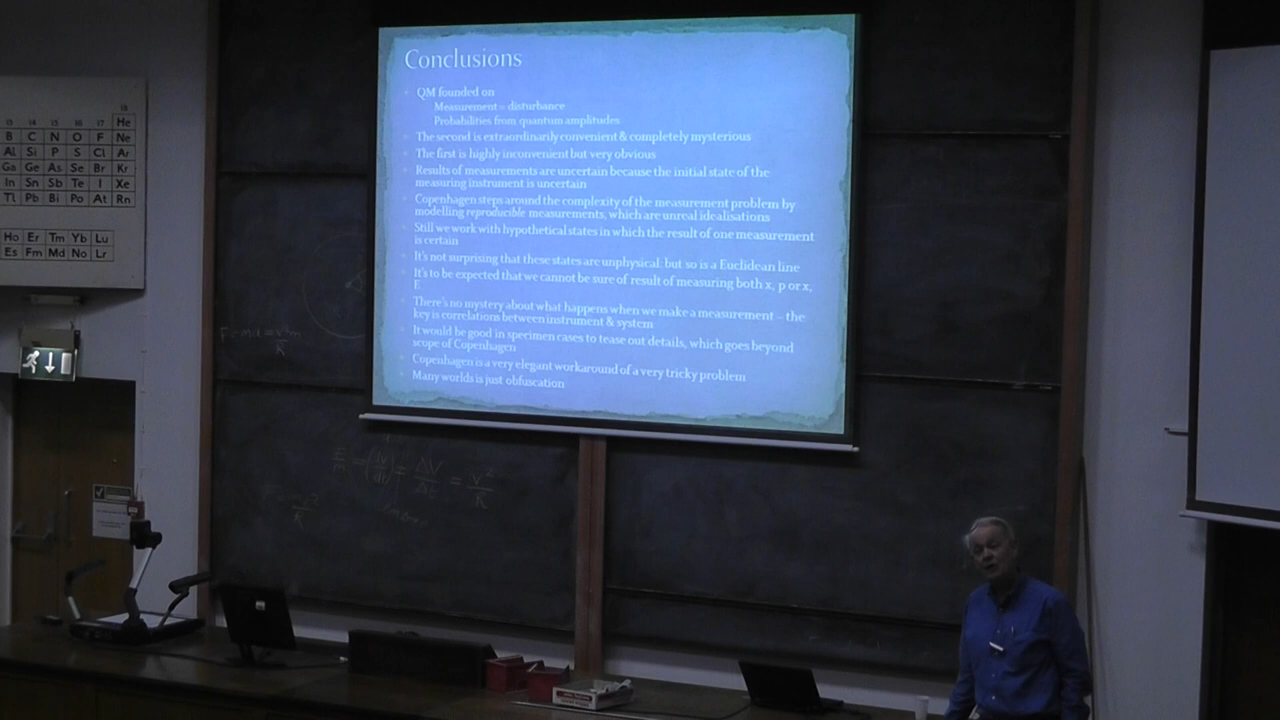 Conclusions
QM founded on
Measurement = disturbance
Probabilities from quantum amplitudes
The second is extraordinarily convenient & completely mysterious
The first is highly inconvenient but very obvious
Results of measurements are uncertain because the initial state of the
measuring instrument is uncertain
Copenhagen steps around the complexity of the measurement problem by
modelling reproducible measurements, which are unreal idealisations
Still we work with hypothetical states in which the result of one measurement
is certain
It's not surprising that these states are unphysical: but so is a Euclidean line
It's to be expected that we cannot be sure of result of measuring both x, p or x,
E
There's no mystery about what happens when we make a measurement – the
key is correlations between instrument & system
It would be good in specimen cases to tease out details, which goes beyond
scope of Copenhagen
Copenhagen is a very elegant workaround of a very tricky problem
Many worlds is just obfuscation
18
13 14 15 16 17 He
B C N O F Ne
Al Si P S Cl Ar
Ga Ge As Se Br Kr
In Sn Sb Te I Xe
Tl Pb Bi Po At Rn
Ho Er Tm Yb Lu
Es Fm Md No Lr